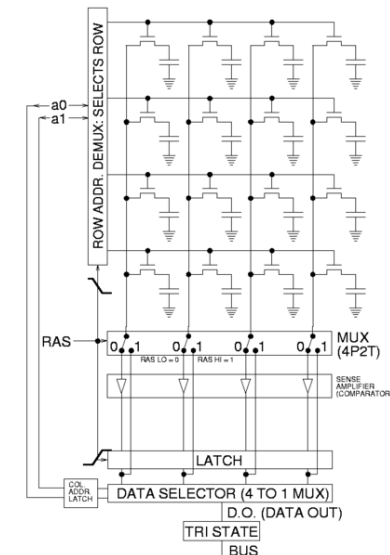 ROW ADDR. DEMUX: SELECTS ROW
a0
a1
RAS
0 1 0 1 0 1 0 1
MUX
(4P2T)
RAS LO = 0 RAS HI = 1
SENSE
AMPLIFIER
(COMPARATOR
LATCH
COL.
ADDR
LATCH
DATA SELECTOR (4 TO 1 MUX)
D.O. (DATA OUT)
TRI STATE
BUS